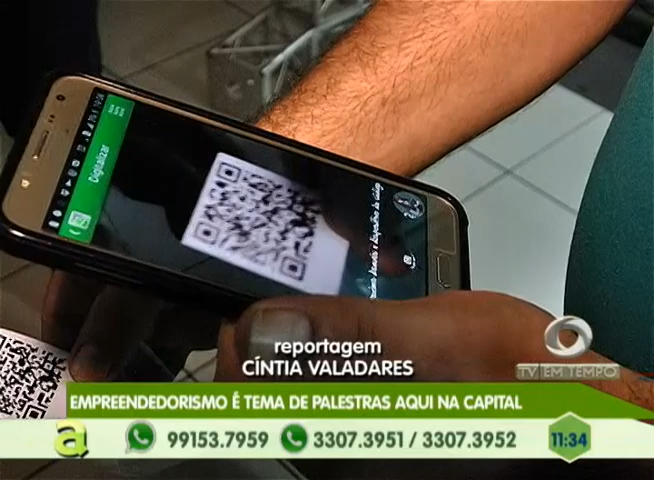 Digitalizar
reportagem
CÍNTIA VALADARES
TV EM TEMPO
EMPREENDEDORISMO É TEMA DE PALESTRAS AQUI NA CAPITAL
a 99153.7959 3307.3951 / 3307.3952 11:34